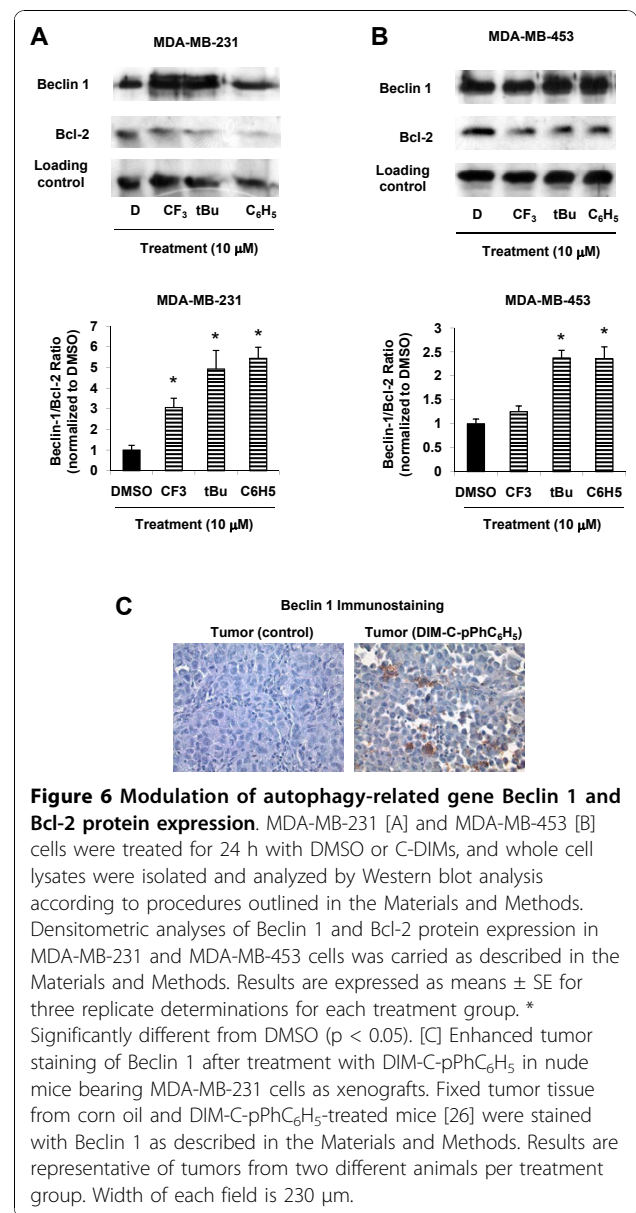 A
MDA-MB-231
Beclin 1
Bcl-2
Loading control
D CF₃ tBu C₆H₅
Treatment (10 µM)
MDA-MB-231
Beclin-1/Bcl-2 Ratio
(normalized to DMSO)
7
6
5
4
3
2
1
0
* * *
DMSO CF3 tBu C6H5
Treatment (10 µM)
B
MDA-MB-453
Beclin 1
Bcl-2
Loading control
D CF₃ tBu C₆H₅
Treatment (10 µM)
MDA-MB-453
Beclin-1/Bcl-2 Ratio
(normalized to DMSO)
3
2.5
2
1.5
1
0.5
0
* *
DMSO CF3 tBu C6H5
Treatment (10 µM)
C
Beclin 1 Immunostaining
Tumor (control) Tumor (DIM-C-pPhC₆H₅)
Figure 6 Modulation of autophagy-related gene Beclin 1 and
Bcl-2 protein expression. MDA-MB-231 [A] and MDA-MB-453 [B]
cells were treated for 24 h with DMSO or C-DIMs, and whole cell
lysates were isolated and analyzed by Western blot analysis
according to procedures outlined in the Materials and Methods.
Densitometric analyses of Beclin 1 and Bcl-2 protein expression in
MDA-MB-231 and MDA-MB-453 cells was carried as described in the
Materials and Methods. Results are expressed as means ± SE for
three replicate determinations for each treatment group. *
Significantly different from DMSO (p < 0.05). [C] Enhanced tumor
staining of Beclin 1 after treatment with DIM-C-pPhC₆H₅ in nude
mice bearing MDA-MB-231 cells as xenografts. Fixed tumor tissue
from corn oil and DIM-C-pPhC₆H₅-treated mice [26] were stained
with Beclin 1 as described in the Materials and Methods. Results are
representative of tumors from two different animals per treatment
group. Width of each field is 230 µm.